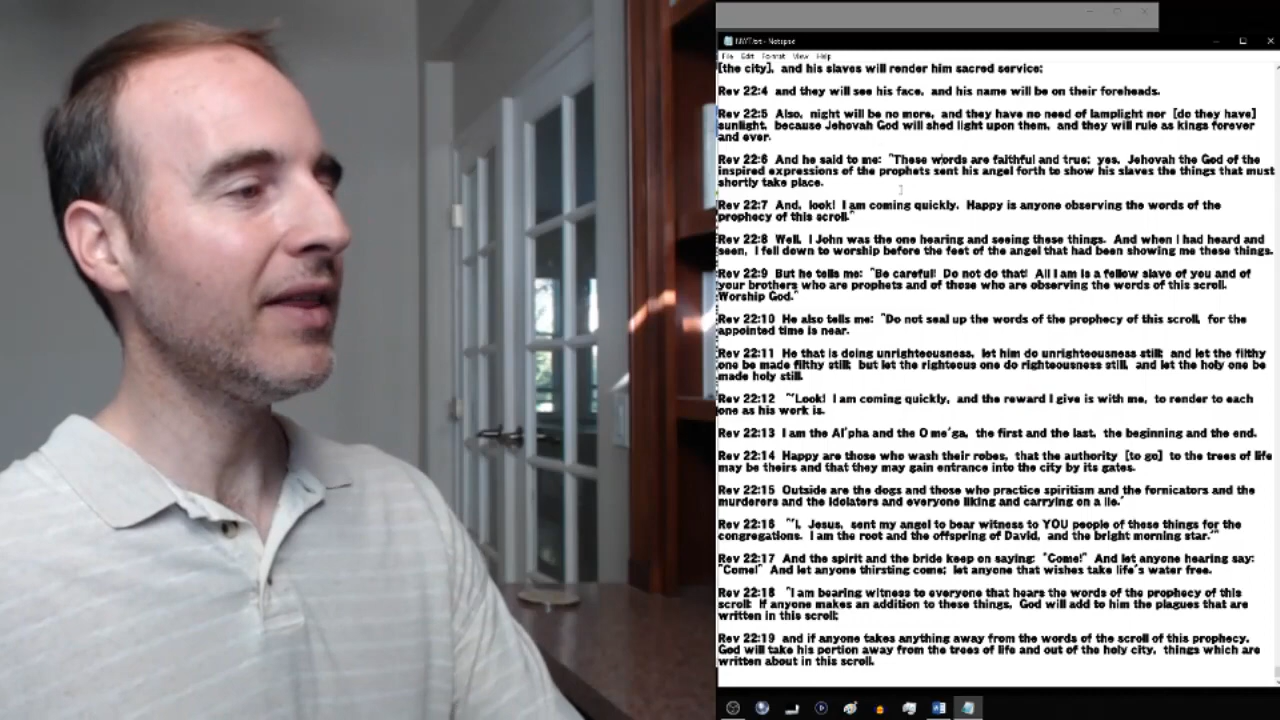 NWT.txt - Notepad
File Edit Format View Help
[the city], and his slaves will render him sacred service;
Rev 22:4 and they will see his face, and his name will be on their foreheads.
Rev 22:5 Also, night will be no more, and they have no need of lamplight nor [do they have]
sunlight, because Jehovah God will shed light upon them, and they will rule as kings forever
and ever.
Rev 22:6 And he said to me: "These words are faithful and true; yes, Jehovah the God of the
inspired expressions of the prophets sent his angel forth to show his slaves the things that must
shortly take place.
Rev 22:7 And, look! I am coming quickly. Happy is anyone observing the words of the
prophecy of this scroll."
Rev 22:8 Well, I John was the one hearing and seeing these things. And when I had heard and
seen, I fell down to worship before the feet of the angel that had been showing me these things.
Rev 22:9 But he tells me: "Be careful! Do not do that! All I am is a fellow slave of you and of
your brothers who are prophets and of those who are observing the words of this scroll.
Worship God."
Rev 22:10 He also tells me: "Do not seal up the words of the prophecy of this scroll, for the
appointed time is near.
Rev 22:11 He that is doing unrighteousness, let him do unrighteousness still; and let the filthy
one be made filthy still; but let the righteous one do righteousness still, and let the holy one be
made holy still.
Rev 22:12 "'Look! I am coming quickly, and the reward I give is with me, to render to each
one as his work is.
Rev 22:13 I am the Al′pha and the O me′ga, the first and the last, the beginning and the end.
Rev 22:14 Happy are those who wash their robes, that the authority [to go] to the trees of life
may be theirs and that they may gain entrance into the city by its gates.
Rev 22:15 Outside are the dogs and those who practice spiritism and the fornicators and the
murderers and the idolaters and everyone liking and carrying on a lie.'
Rev 22:16 "'I, Jesus, sent my angel to bear witness to YOU people of these things for the
congregations. I am the root and the offspring of David, and the bright morning star.'"
Rev 22:17 And the spirit and the bride keep on saying: "Come!" And let anyone hearing say:
"Come!" And let anyone thirsting come; let anyone that wishes take life's water free.
Rev 22:18 "I am bearing witness to everyone that hears the words of the prophecy of this
scroll: If anyone makes an addition to these things, God will add to him the plagues that are
written in this scroll;
Rev 22:19 and if anyone takes anything away from the words of the scroll of this prophecy,
God will take his portion away from the trees of life and out of the holy city, things which are
written about in this scroll.